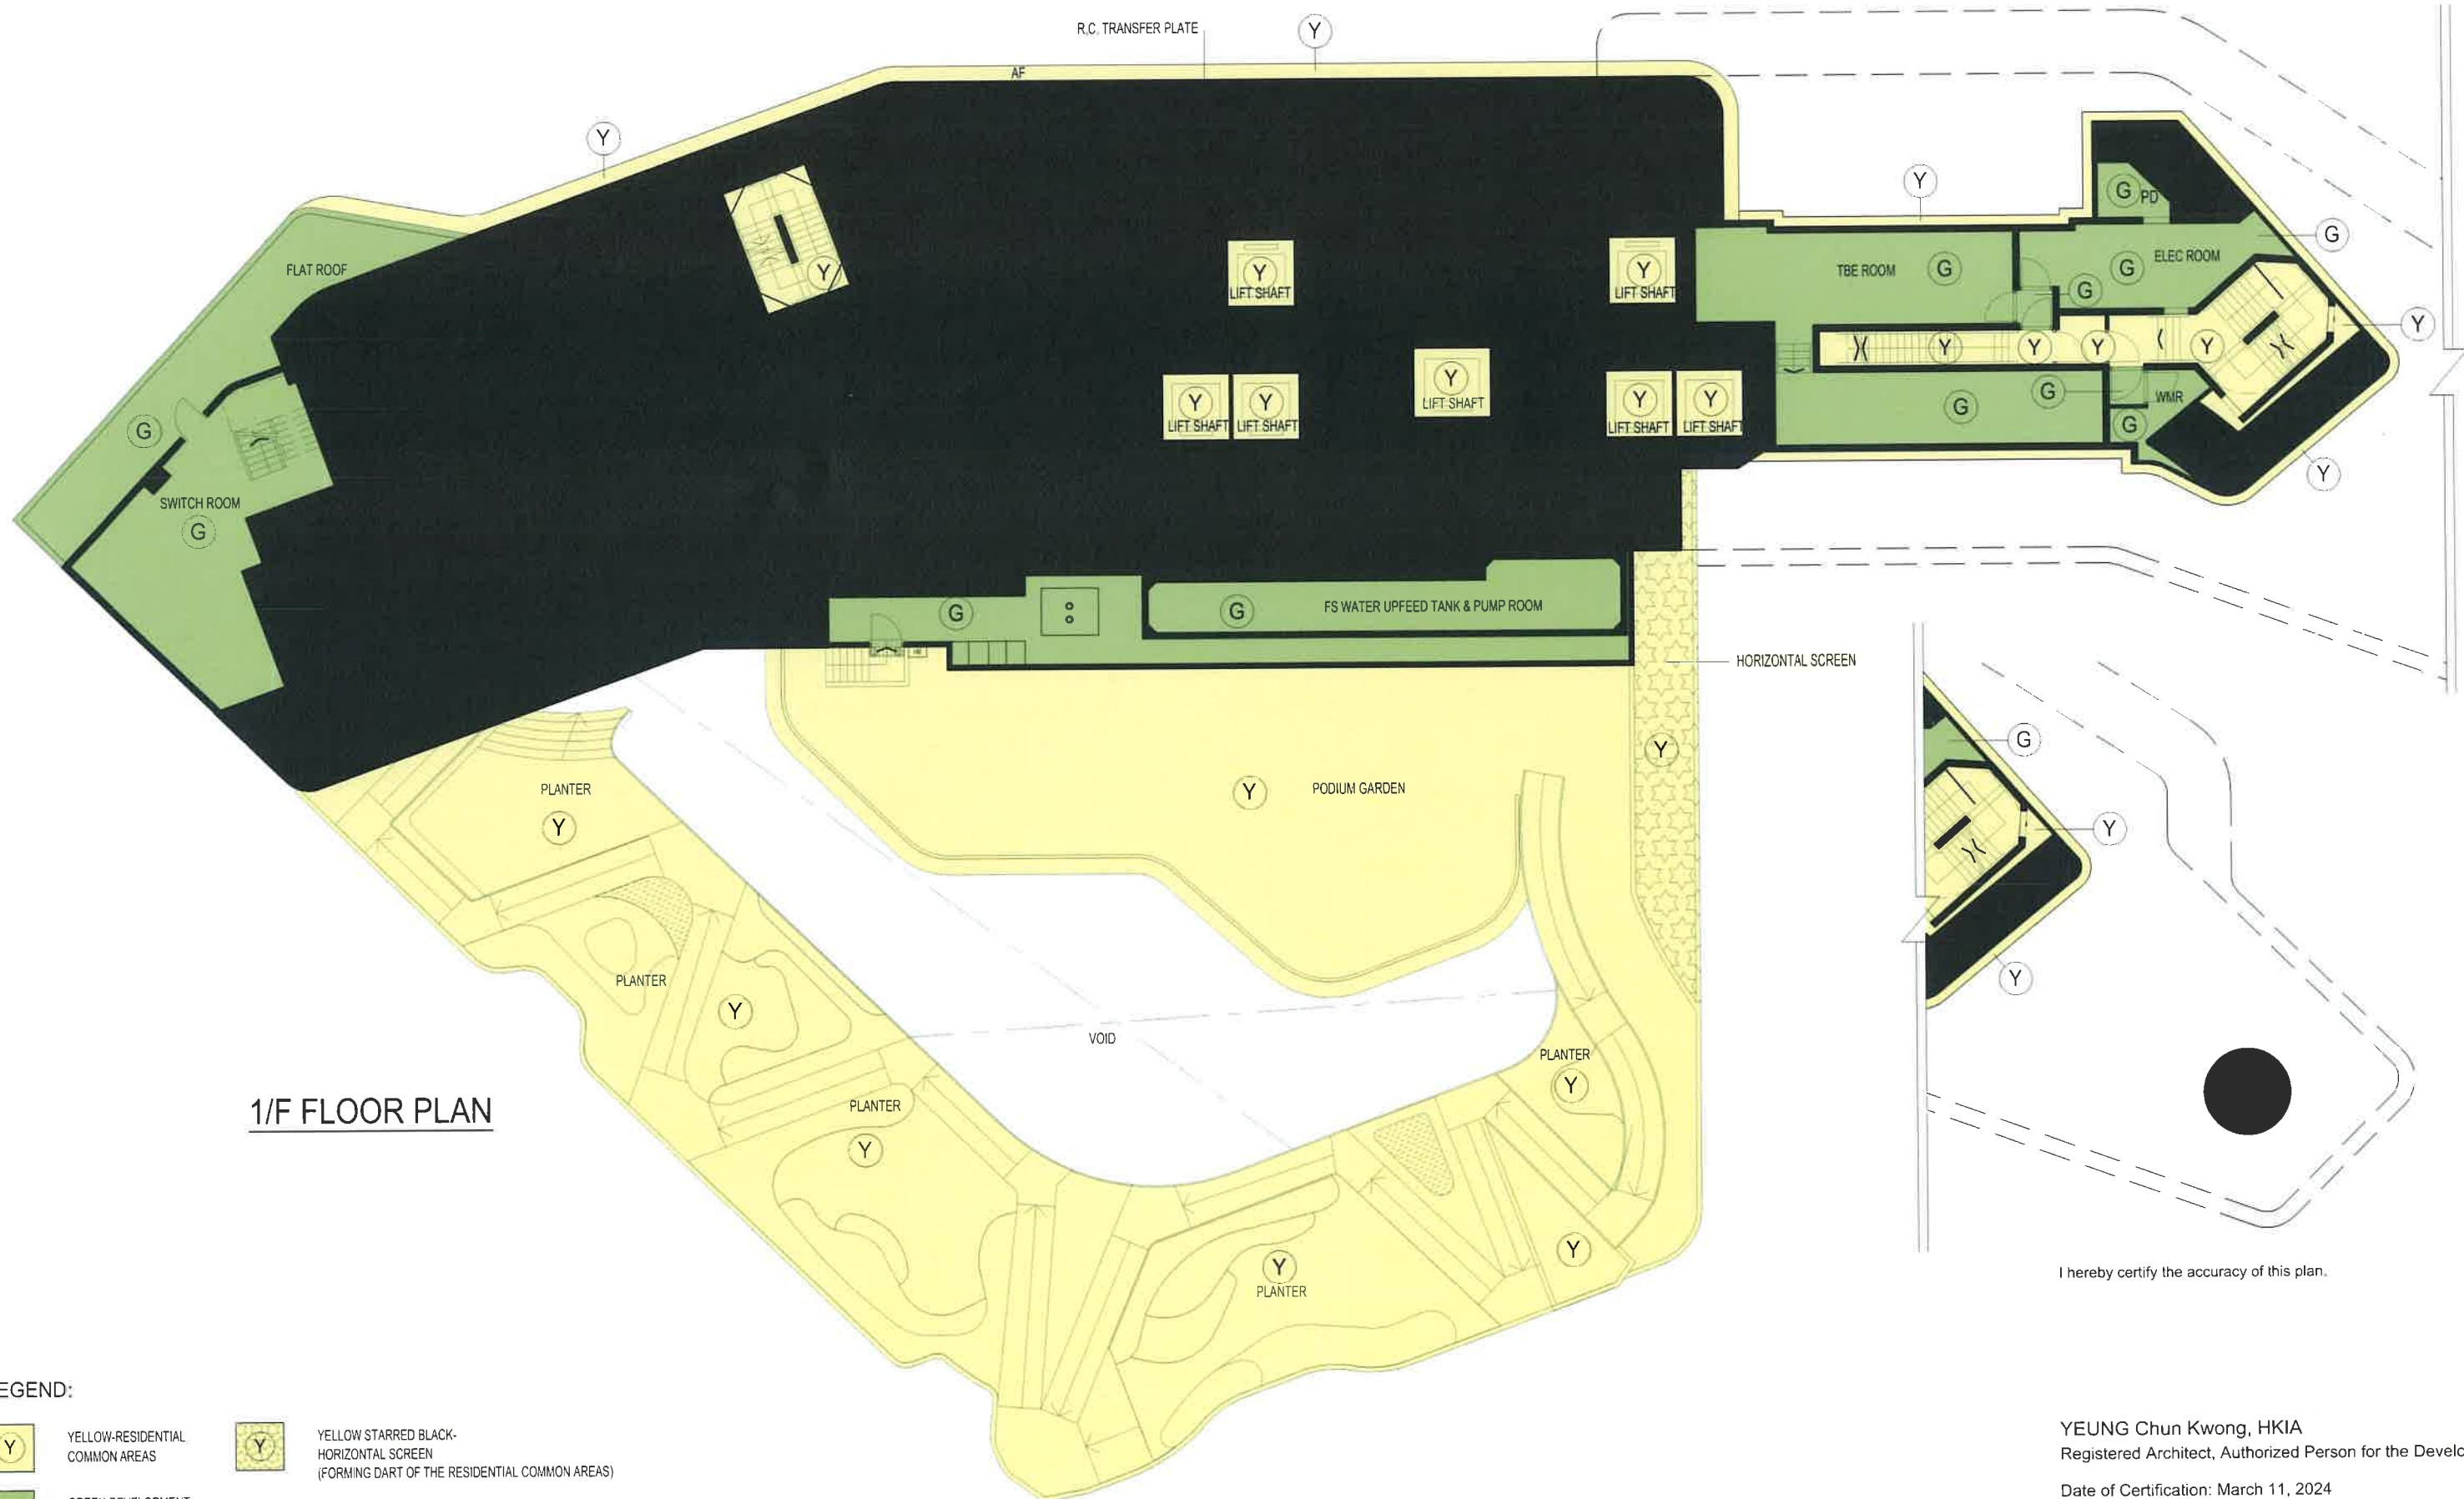 R.C. TRANSFER PLATE
Y
AF
Y
Y
G PD
G
FLAT ROOF
Y
Y
LIFT SHAFT
Y
LIFT SHAFT
TBE ROOM G
G ELEC ROOM
G
Y
Y
Y
Y
Y
Y
LIFT SHAFT
Y
LIFT SHAFT
Y
LIFT SHAFT
Y
LIFT SHAFT
Y
LIFT SHAFT
G
G
WMR
G
G
Y
SWITCH ROOM
G
G
G FS WATER UPFEED TANK & PUMP ROOM
HORIZONTAL SCREEN
Y
G
Y
Y
PLANTER
Y
Y PODIUM GARDEN
PLANTER
Y
VOID
PLANTER
Y
PLANTER
Y
Y
PLANTER
Y
1/F FLOOR PLAN
I hereby certify the accuracy of this plan.
EGEND:
Y YELLOW-RESIDENTIAL
COMMON AREAS
Y YELLOW STARRED BLACK-
HORIZONTAL SCREEN
(FORMING DART OF THE RESIDENTIAL COMMON AREAS)
YEUNG Chun Kwong, HKIA
Registered Architect, Authorized Person for the Develo
Date of Certification: March 11, 2024